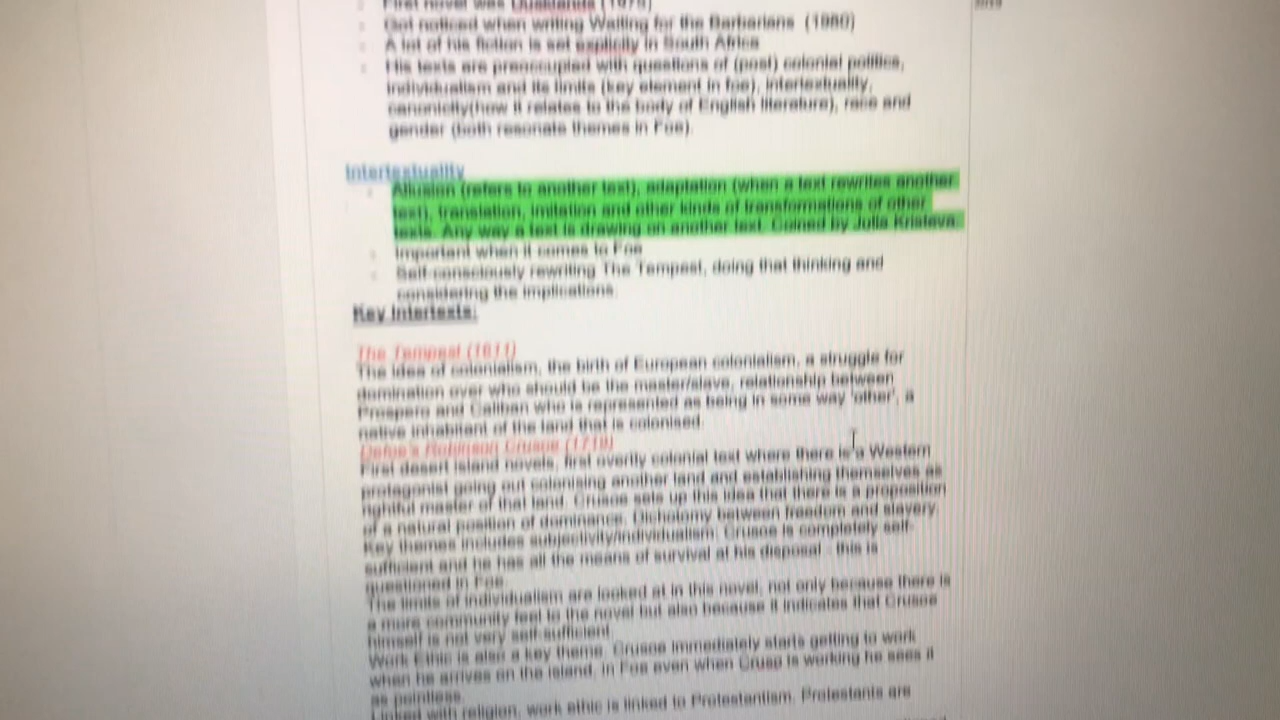 First novel was Dusklands (1974)
Got noticed when writing Waiting for the Barbarians (1980)
A lot of his fiction is set explicity in South Africa
His texts are preoccupied with questions of (post) colonial politics,
individualism and its limits (key element in foe), intertextuality,
canonicity(how it relates to the body of English literature), race and
gender (both resonate themes in Foe).
Intertextuality
Allusion (refers to another text), adaptation (when a text rewrites another
text), translation, imitation and other kinds of transformations of other
texts. Any way a text is drawing on another text. Coined by Julia Kristeva.
Important when it comes to Foe
Self-consciously rewriting The Tempest, doing that thinking and
considering the implications.
Key Intertexts:
The Tempest (1611)
The idea of colonialism, the birth of European colonialism, a struggle for
domination over who should be the master/slave, relationship between
Prospero and Caliban who is represented as being in some way 'other', a
native inhabitant of the land that is colonised.
Defoe's Robinson Crusoe (1719)
First desert island novels, first overtly colonial text where there is a Western
protagonist going out colonising another land and establishing themselves as
rightful master of that land. Crusoe sets up this idea that there is a proposition
of a natural position of dominance. Dichotomy between freedom and slavery.
Key themes includes subjectivity/individualism. Crusoe is completely self-
sufficient and he has all the means of survival at his disposal - this is
questioned in Foe.
The limits of individualism are looked at in this novel, not only because there is
a more community feel to the novel but also because it indicates that Crusoe
himself is not very self-sufficient.
Work Ethic is also a key theme. Crusoe immediately starts getting to work
when he arrives on the island. In Foe even when Cruso is working he sees it
as pointless.
Linked with religion, work ethic is linked to Protestantism. Protestants are